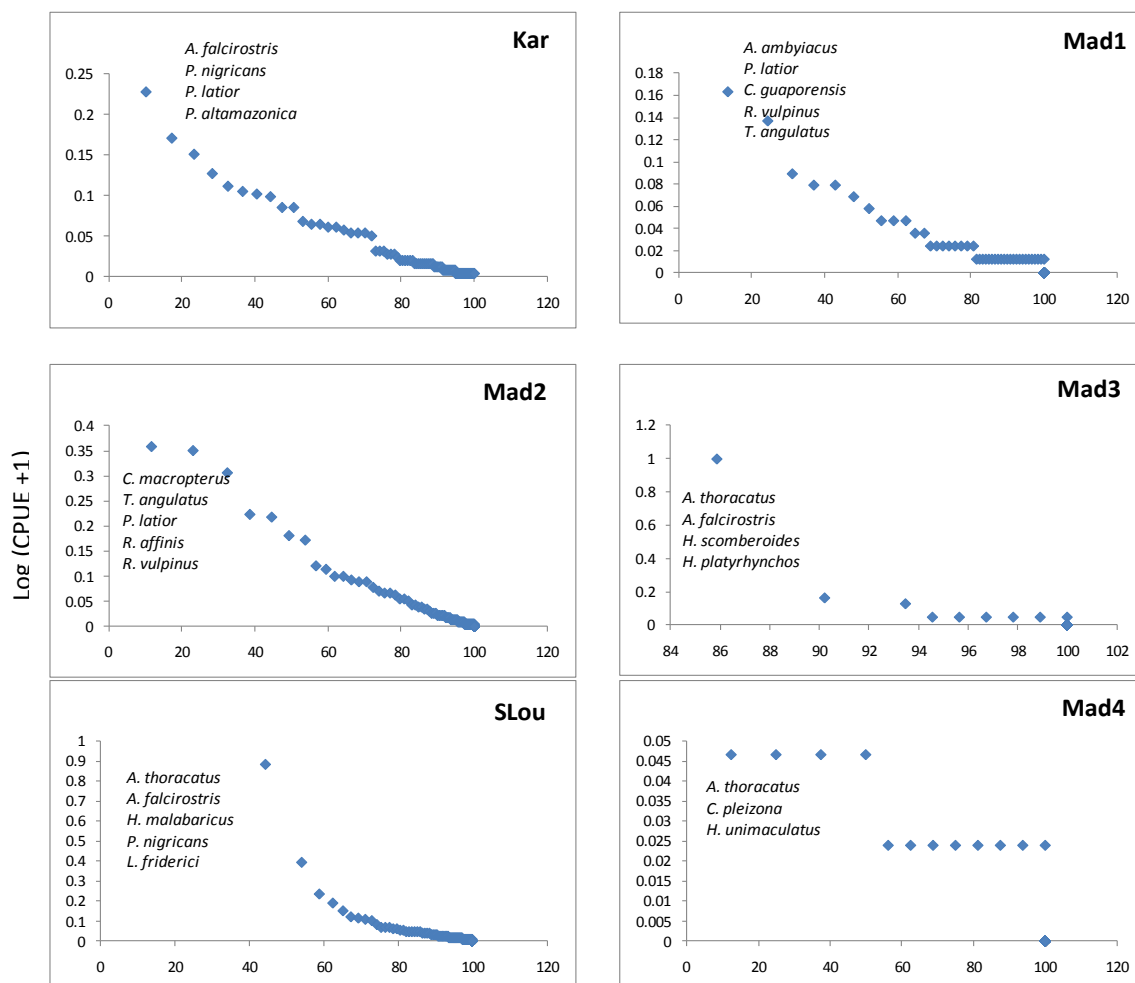 Kar
A. falcirostris
P. nigricans
P. latior
P. altamazonica
0.25
0.2
0.15
0.1
0.05
0
0 20 40 60 80 100 120
Mad1
A. ambyiacus
P. latior
C. guaporensis
R. vulpinus
T. angulatus
0.18
0.16
0.14
0.12
0.1
0.08
0.06
0.04
0.02
0
0 20 40 60 80 100 120
Log (CPUE +1)
Mad2
0.4
0.35
0.3
0.25
0.2
0.15
0.1
0.05
0
C. macropterus
T. angulatus
P. latior
R. affinis
R. vulpinus
0 20 40 60 80 100 120
Mad3
1.2
1
0.8
0.6
0.4
0.2
0
A. thoracatus
A. falcirostris
H. scomberoides
H. platyrhynchos
84 86 88 90 92 94 96 98 100 102
SLou
1
0.9
0.8
0.7
0.6
0.5
0.4
0.3
0.2
0.1
0
A. thoracatus
A. falcirostris
H. malabaricus
P. nigricans
L. friderici
0 20 40 60 80 100 120
Mad4
0.05
0.045
0.04
0.035
0.03
0.025
0.02
0.015
0.01
0.005
0
A. thoracatus
C. pleizona
H. unimaculatus
0 20 40 60 80 100 120